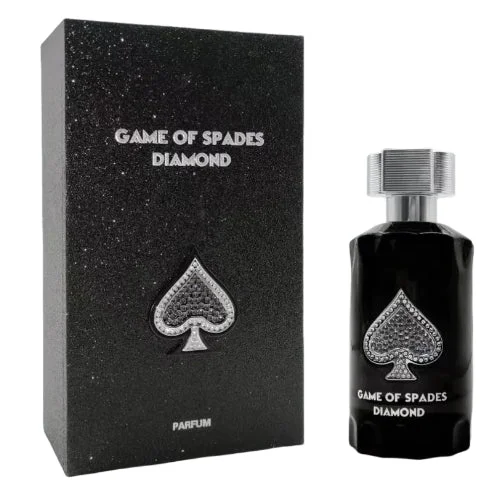 GAME OF SPADES
DIAMOND
PARFUM
GAME OF SPADES
DIAMOND